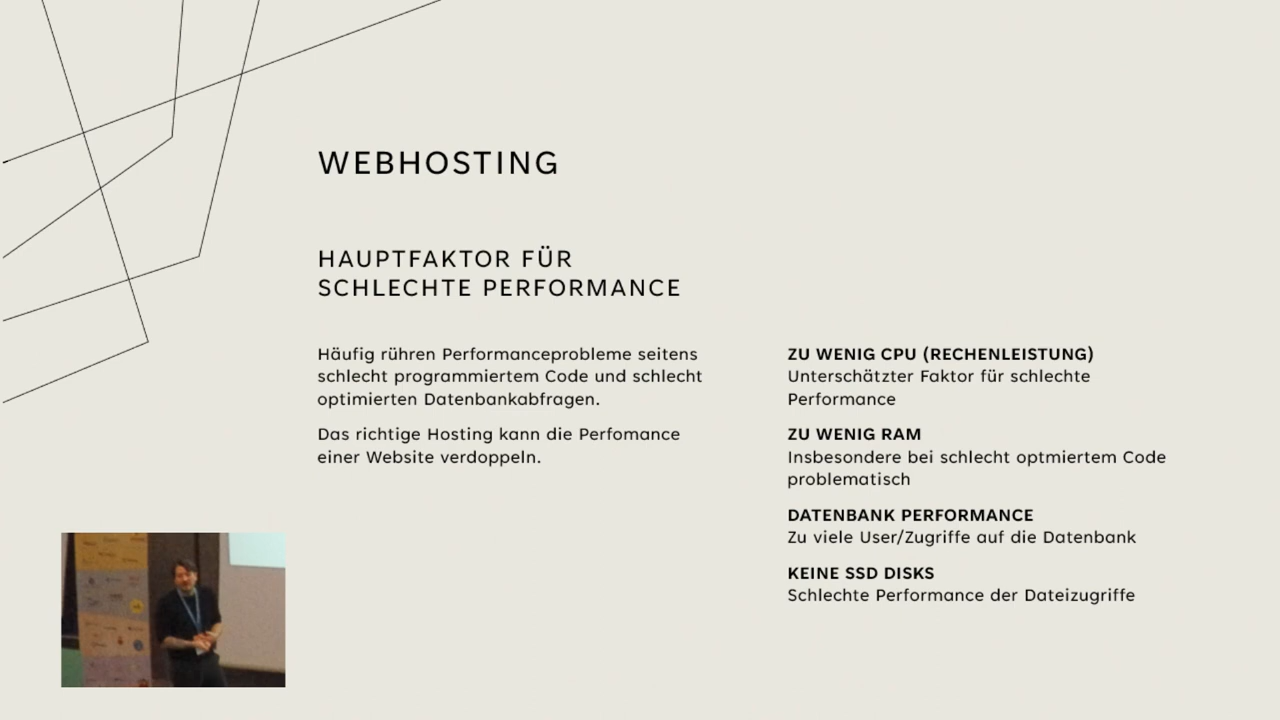 WEBHOSTING
HAUPTFAKTOR FÜR
SCHLECHTE PERFORMANCE
Häufig rühren Performanceprobleme seitens
schlecht programmiertem Code und schlecht
optimierten Datenbankabfragen.
Das richtige Hosting kann die Perfomance
einer Website verdoppeln.
ZU WENIG CPU (RECHENLEISTUNG)
Unterschätzter Faktor für schlechte
Performance
ZU WENIG RAM
Insbesondere bei schlecht optmiertem Code
problematisch
DATENBANK PERFORMANCE
Zu viele User/Zugriffe auf die Datenbank
KEINE SSD DISKS
Schlechte Performance der Dateizugriffe